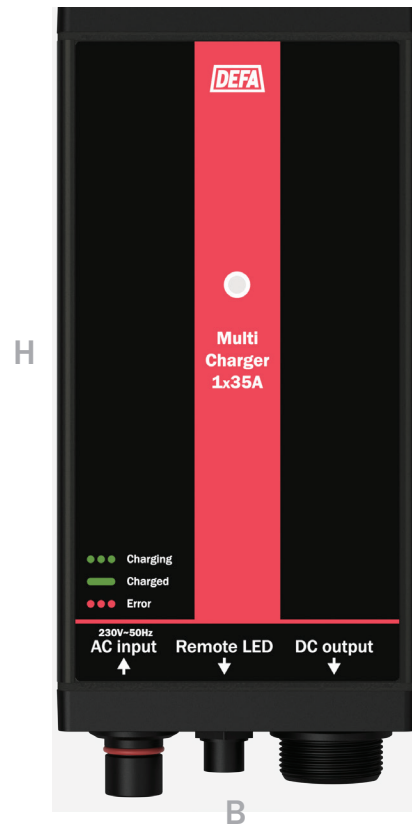 DEFA
H
Multi
Charger
1x35A
Charging
Charged
Error
230V~50Hz
AC input
Remote LED
DC output
B